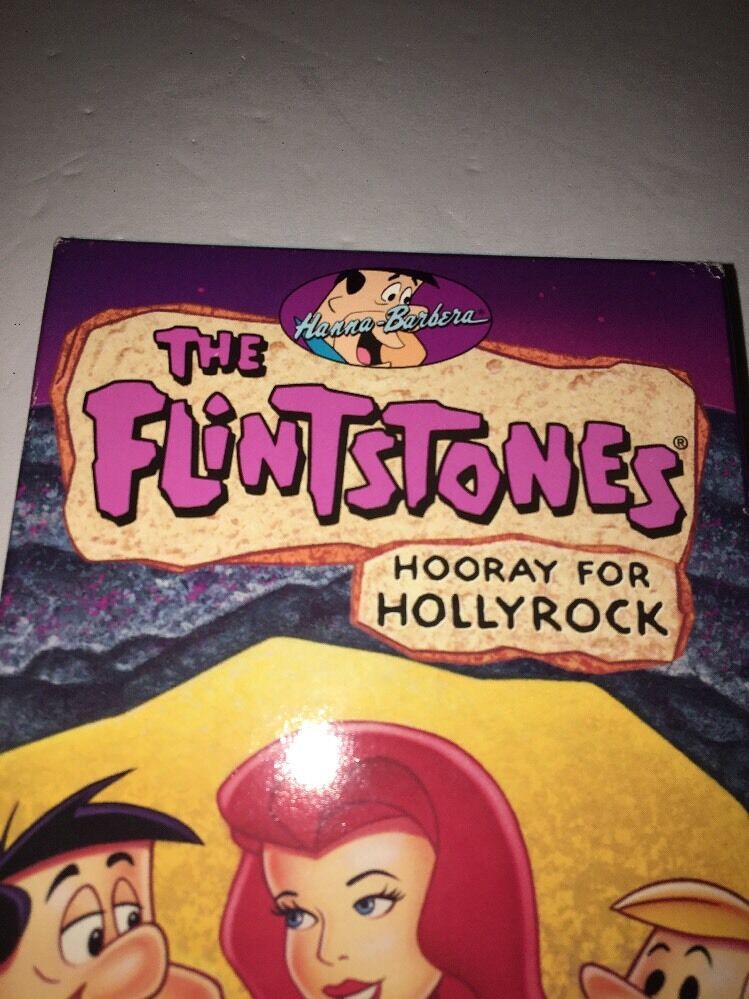 Hanna-Barbera
THE
FLiNTSTONES®
HOORAY FOR
HOLLYROCK